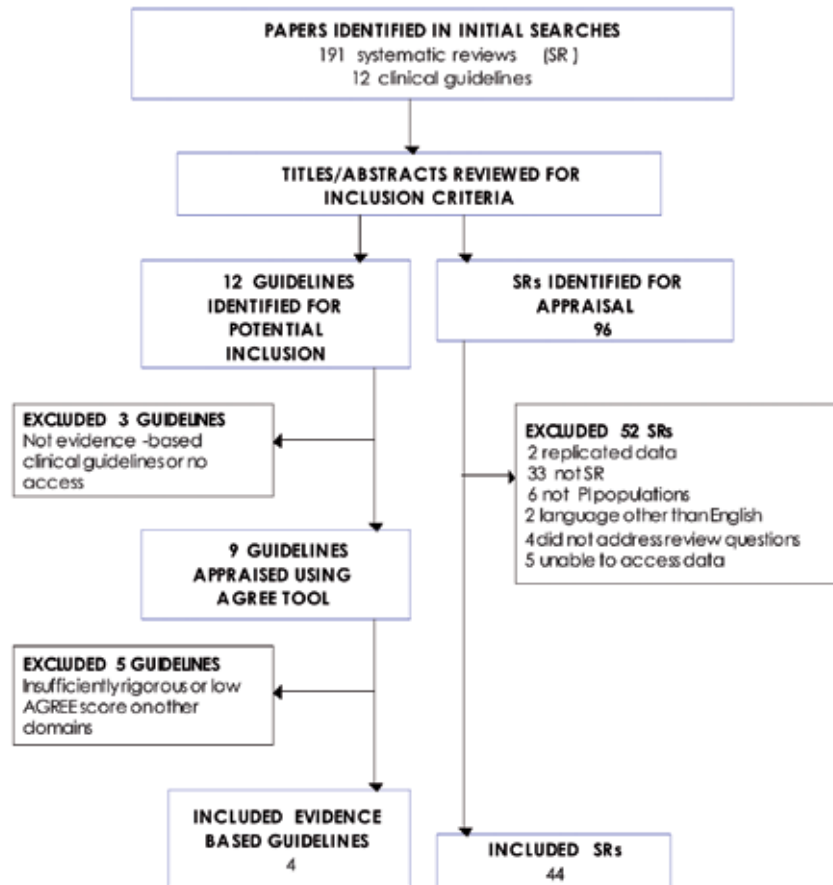 PAPERS IDENTIFIED IN INITIAL SEARCHES
191 systematic reviews (SR)
12 clinical guidelines
TITLES/ABSTRACTS REVIEWED FOR
INCLUSION CRITERIA
12 GUIDELINES
IDENTIFIED FOR
POTENTIAL
INCLUSION
SRs IDENTIFIED FOR
APPRAISAL
96
EXCLUDED 3 GUIDELINES
Not evidence -based
clinical guidelines or no
access
EXCLUDED 52 SRs
2 replicated data
33 not SR
6 not PI populations
2 language other than English
4 did not address review questions
5 unable to access data
9 GUIDELINES
APPRAISED USING
AGREE TOOL
EXCLUDED 5 GUIDELINES
Insufficiently rigorous or low
AGREE score on other
domains
INCLUDED EVIDENCE
BASED GUIDELINES
4
INCLUDED SRs
44